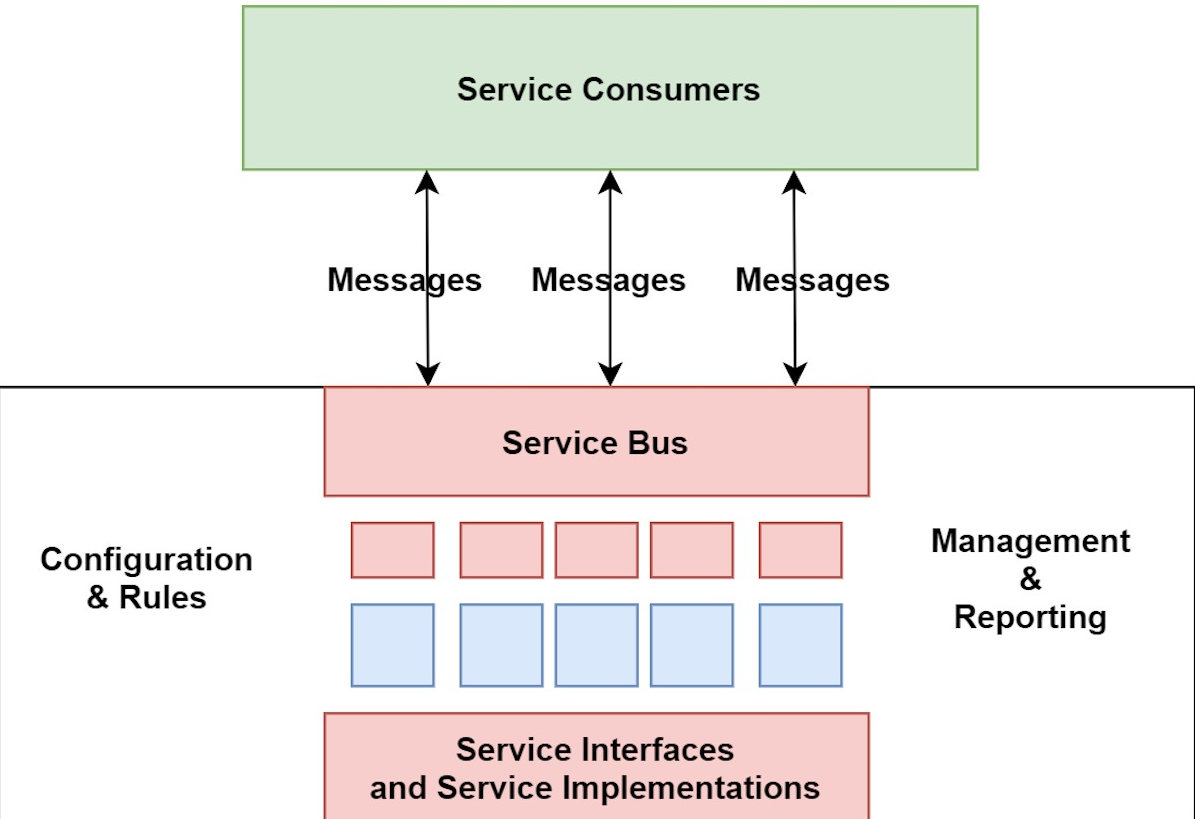 Service Consumers
Messages
Messages
Messages
Service Bus
Configuration
& Rules
Management
&
Reporting
Service Interfaces
and Service Implementations